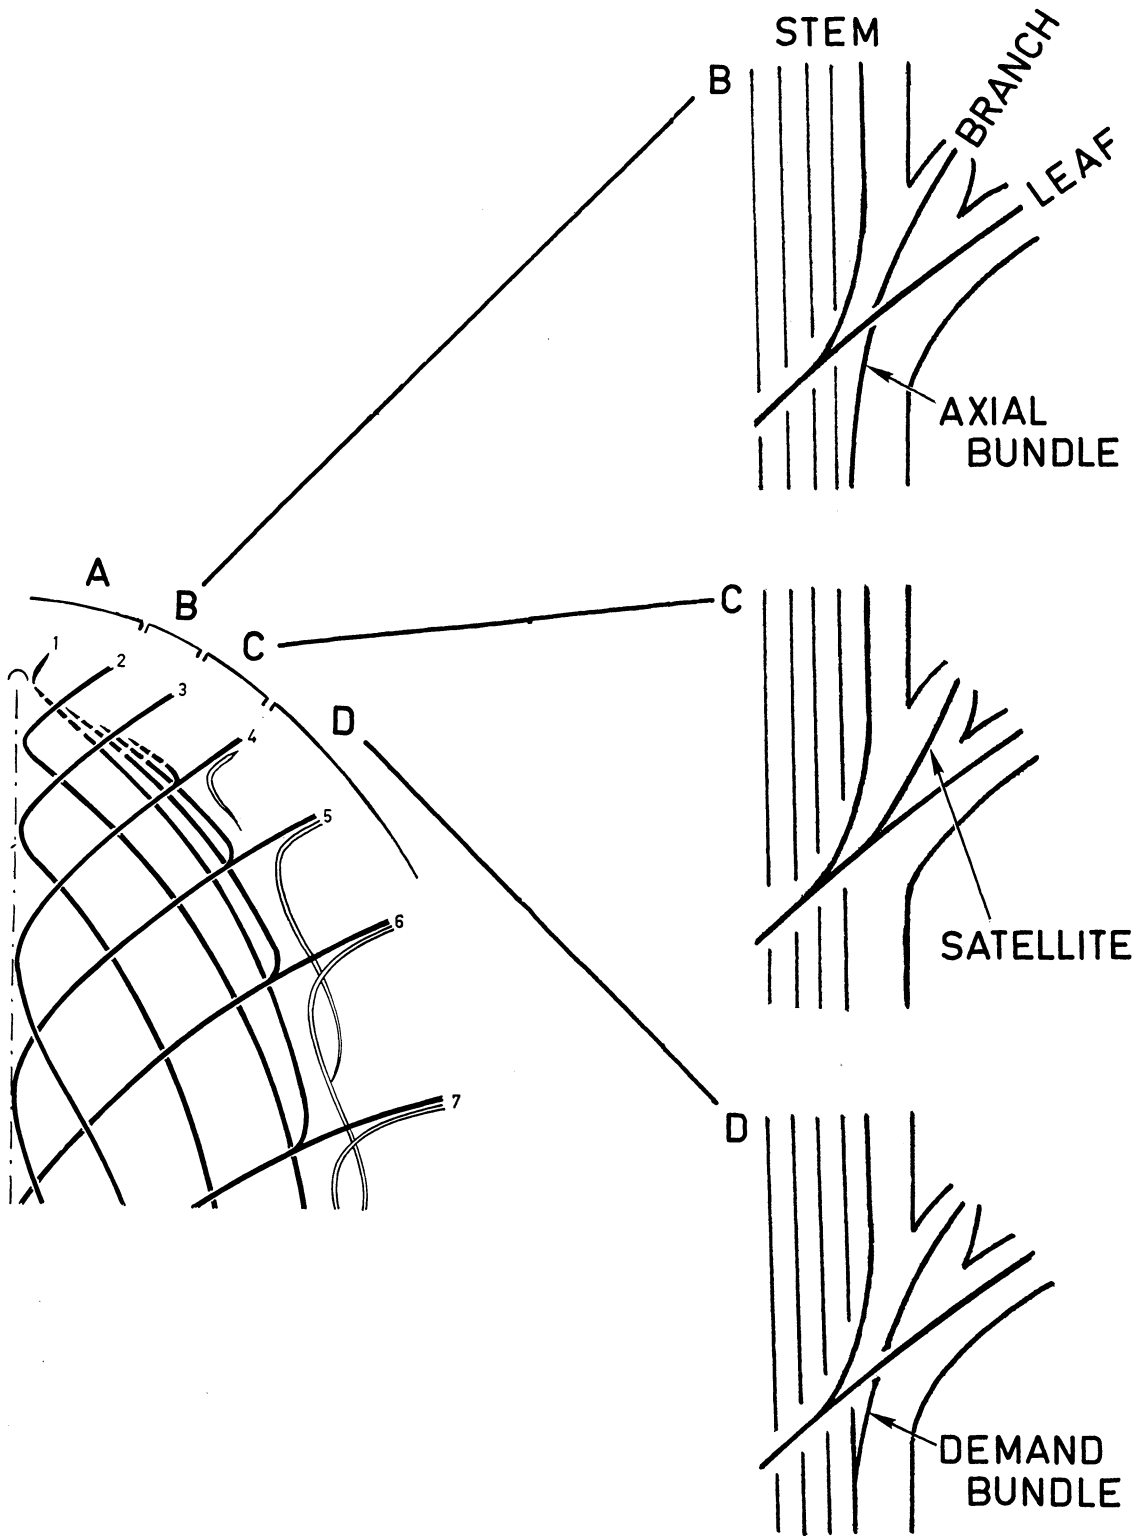 STEM
B
BRANCH
LEAF
AXIAL
BUNDLE
A
B
C
D
1
2
3
4
5
6
7
C
SATELLITE
D
DEMAND
BUNDLE